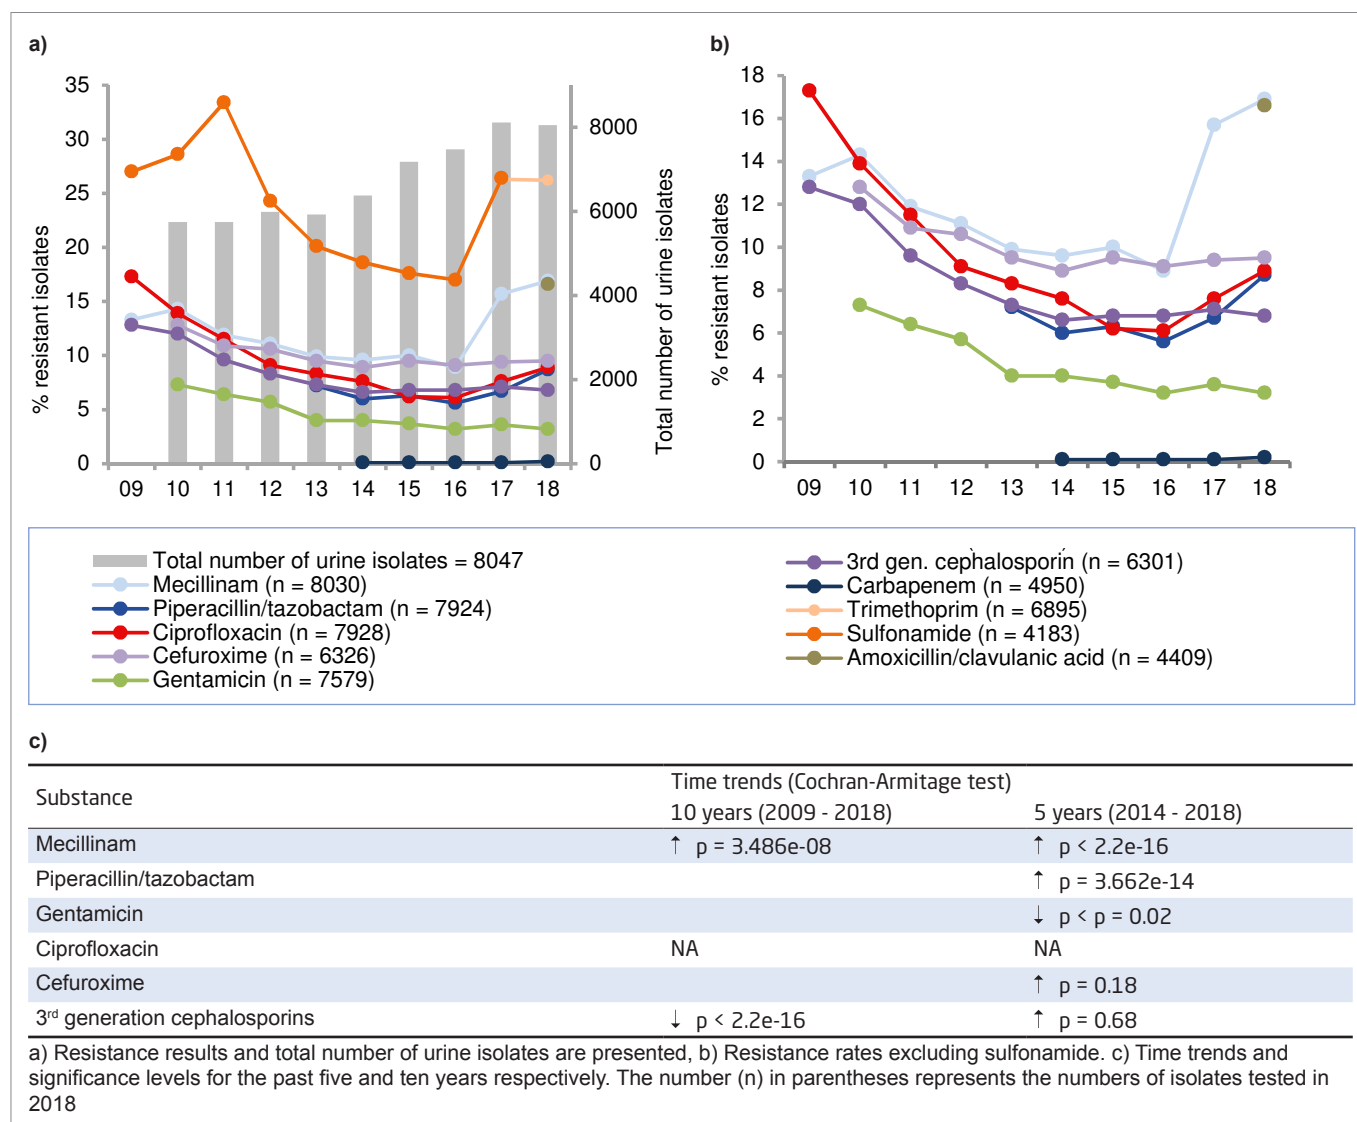 a)
b)
% resistant isolates
35
30
25
20
15
10
5
0
8000
6000
4000
2000
0
Total number of urine isolates
09 10 11 12 13 14 15 16 17 18
% resistant isolates
18
16
14
12
10
8
6
4
2
0
09 10 11 12 13 14 15 16 17 18
Total number of urine isolates = 8047
Mecillinam (n = 8030)
Piperacillin/tazobactam (n = 7924)
Ciprofloxacin (n = 7928)
Cefuroxime (n = 6326)
Gentamicin (n = 7579)
3rd gen. cephalosporin (n = 6301)
Carbapenem (n = 4950)
Trimethoprim (n = 6895)
Sulfonamide (n = 4183)
Amoxicillin/clavulanic acid (n = 4409)
c)
Substance
Time trends (Cochran-Armitage test)
10 years (2009 - 2018) 5 years (2014 - 2018)
Mecillinam ↑ p = 3.486e-08 ↑ p < 2.2e-16
Piperacillin/tazobactam ↑ p = 3.662e-14
Gentamicin ↓ p < p = 0.02
Ciprofloxacin NA NA
Cefuroxime ↑ p = 0.18
3rd generation cephalosporins ↓ p < 2.2e-16 ↑ p = 0.68
a) Resistance results and total number of urine isolates are presented, b) Resistance rates excluding sulfonamide. c) Time trends and
significance levels for the past five and ten years respectively. The number (n) in parentheses represents the numbers of isolates tested in
2018